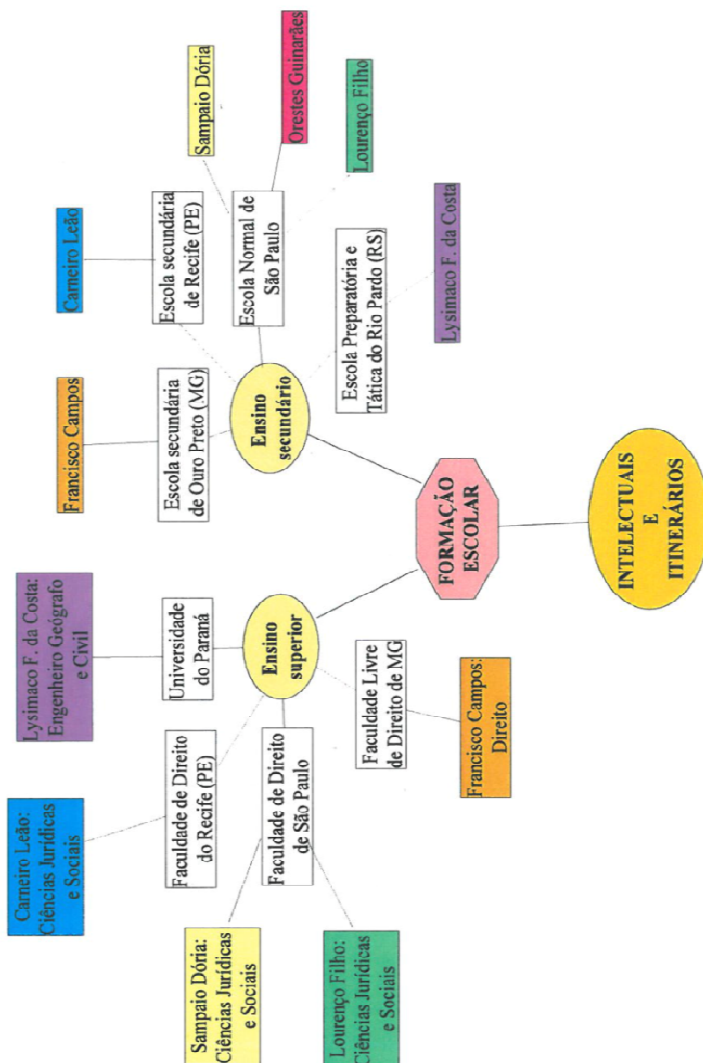 Carneiro Leão:
Ciências Jurídicas
e Sociais
Lysimaco F. da Costa:
Engenheiro Geógrafo
e Civil
Francisco Campos
Carneiro Leão
Sampaio Dória
Orestes Guimarães
Lourenço Filho
Sampaio Dória:
Ciências Jurídicas
e Sociais
Faculdade de Direito
do Recife (PE)
Universidade
do Paraná
Escola secundária
de Ouro Preto (MG)
Escola secundária
de Recife (PE)
Escola Normal de
São Paulo
Lourenço Filho:
Ciências Jurídicas
e Sociais
Faculdade de Direito
de São Paulo
Ensino
superior
Ensino
secundário
Escola Preparatória e
Tática do Rio Pardo (RS)
Lysimaco F. da Costa
Faculdade Livre
de Direito de MG
Francisco Campos:
Direito
FORMAÇÃO
ESCOLAR
INTELECTUAIS
E
ITINERÁRIOS